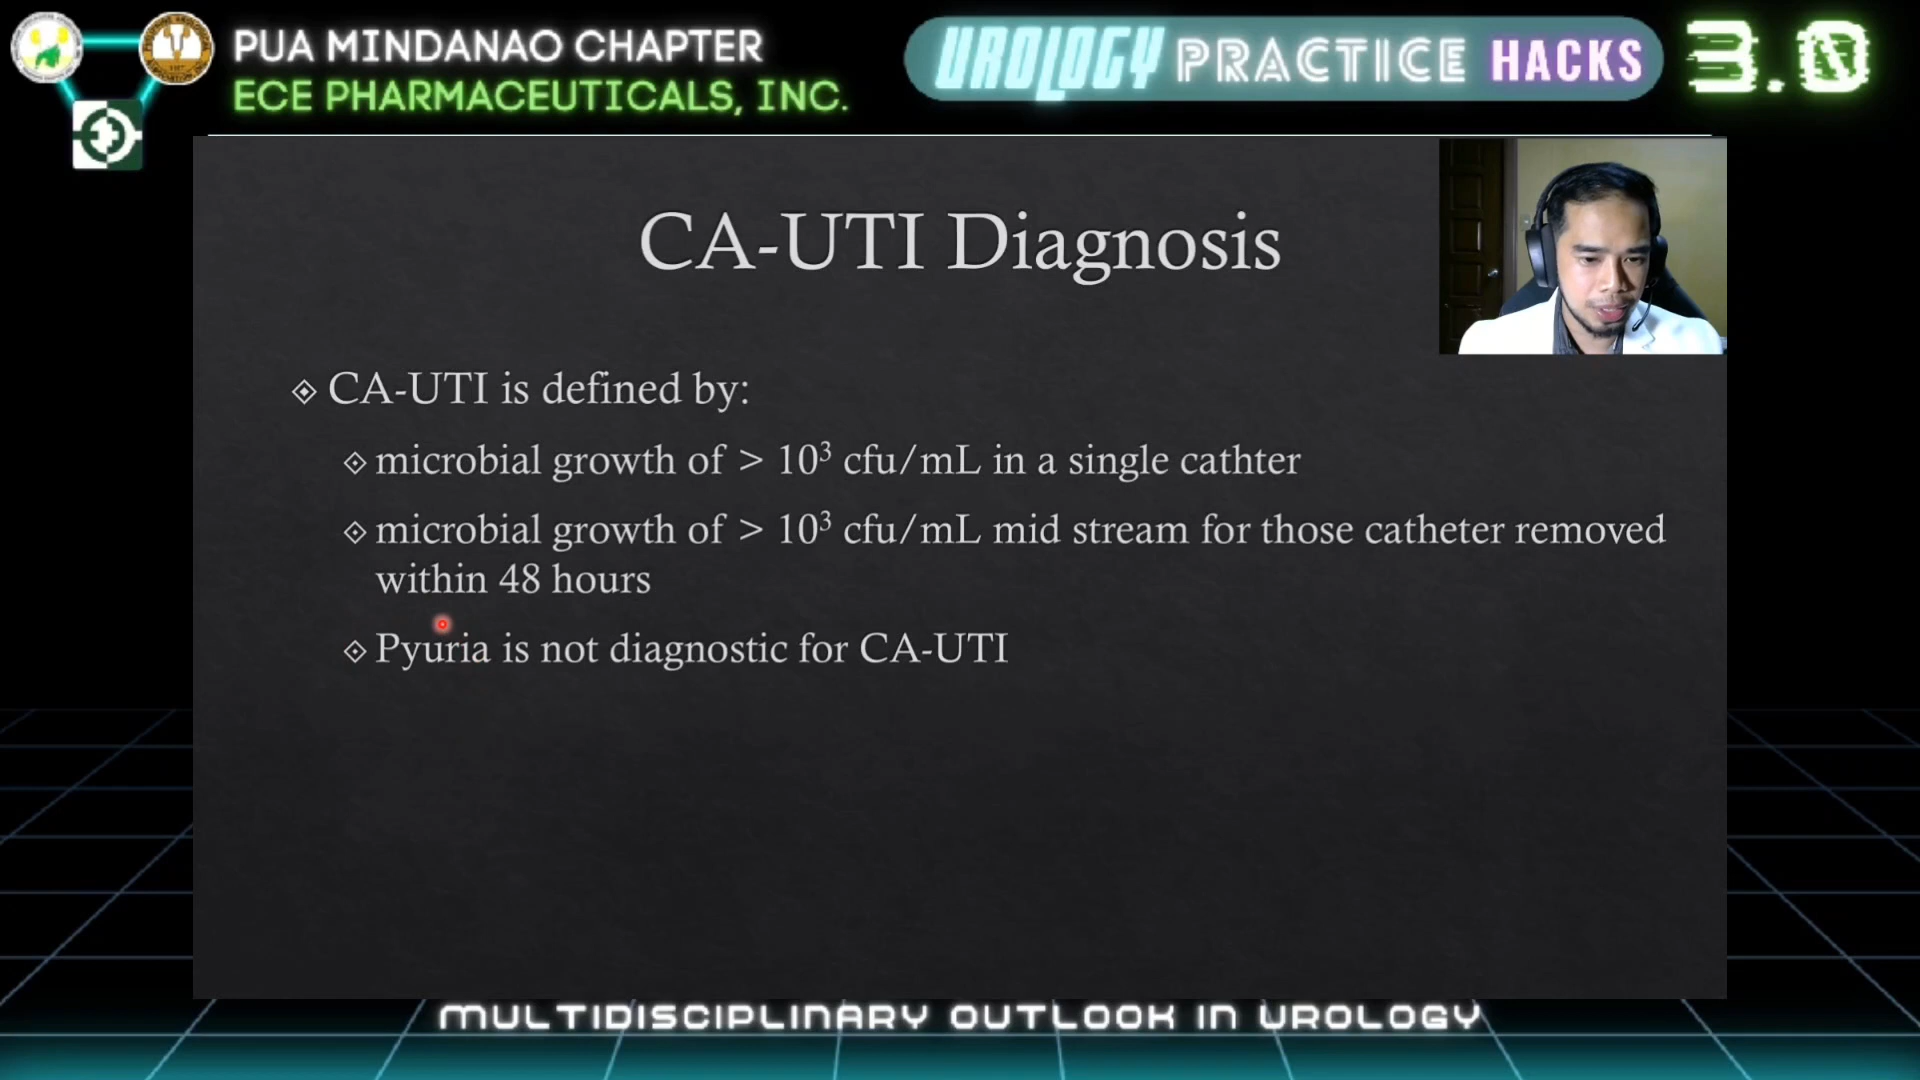 PUA MINDANAO CHAPTER
ECE PHARMACEUTICALS, INC.
UROLOGY PRACTICE HACKS 3.0
CA-UTI Diagnosis
CA-UTI is defined by:
microbial growth of > 10³ cfu/mL in a single cathter
microbial growth of > 10³ cfu/mL mid stream for those catheter removed
within 48 hours
Pyuria is not diagnostic for CA-UTI
MULTIDISCIPLINARY OUTLOOK IN UROLOGY